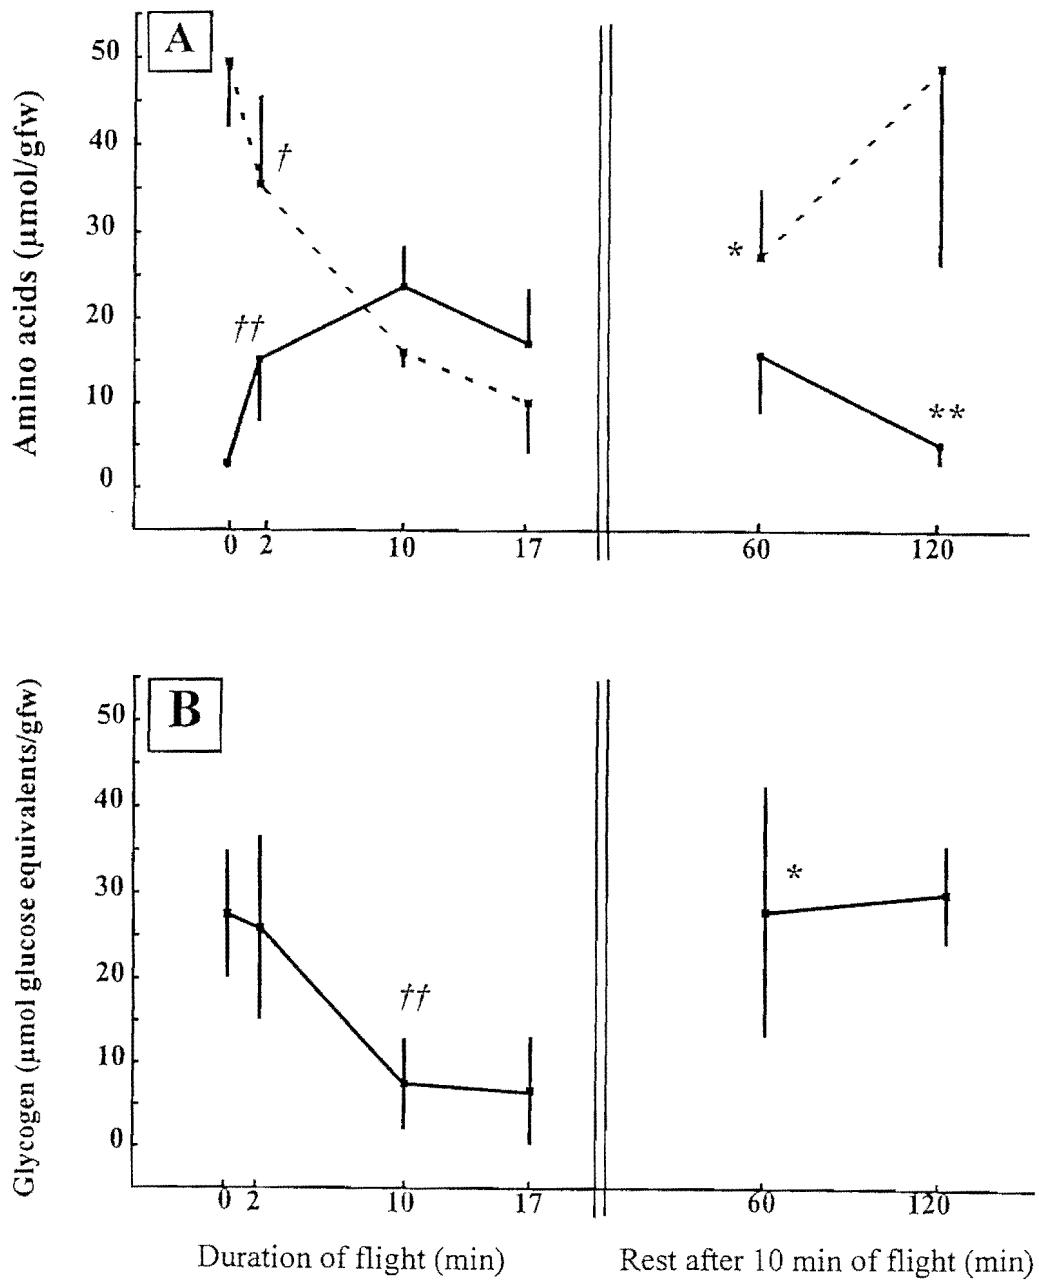 A
Amino acids (μmol/gfw)
50
40
30
20
10
0
†
††
*
**
0 2 10 17 60 120
B
Glycogen (μmol glucose equivalents/gfw)
50
40
30
20
10
0
††
*
0 2 10 17 60 120
Duration of flight (min) Rest after 10 min of flight (min)